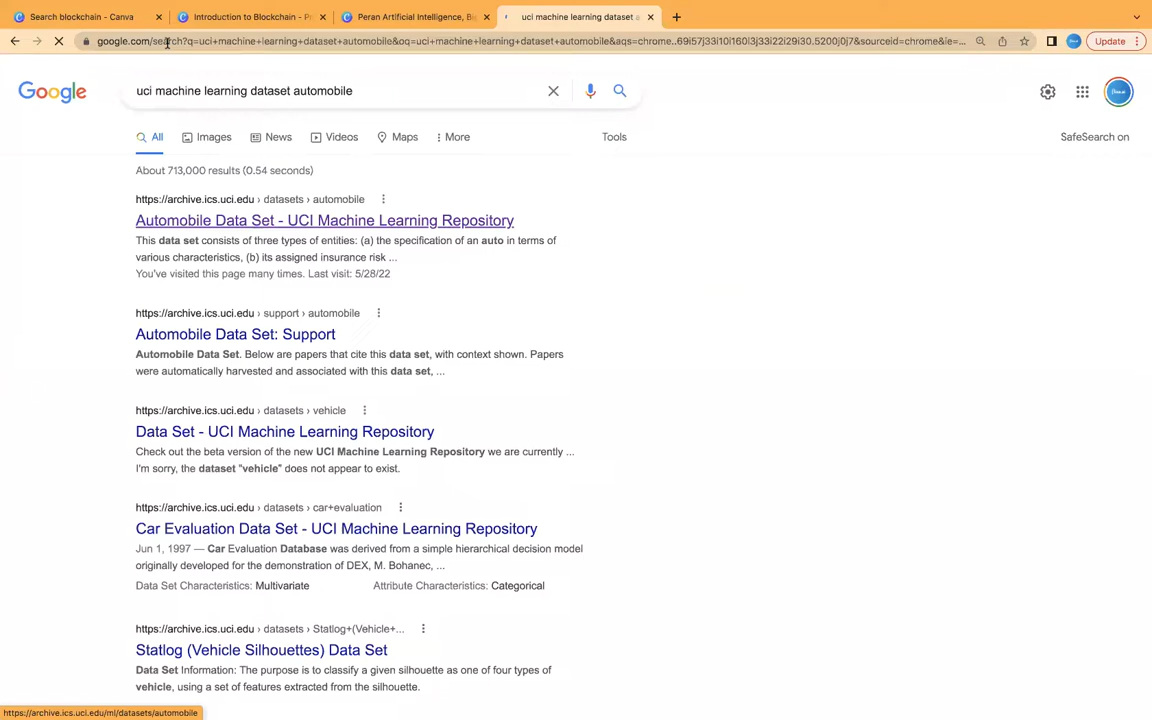 Search blockchain - Canva
Introduction to Blockchain - P
Peran Artificial Intelligence, B
uci machine learning dataset a
google.com/search?q=uci+machine+learning+dataset+automobile&oq=uci+machine+learning+dataset+automobile&aqs=chrome..69i57j33i10i160j33i22i29i30.5200j0j7&sourceid=chrome&ie=...
Update
Google
uci machine learning dataset automobile
All
Images
News
Videos
Maps
More
Tools
SafeSearch on
About 713,000 results (0.54 seconds)
https://archive.ics.uci.edu › datasets › automobile
Automobile Data Set - UCI Machine Learning Repository
This data set consists of three types of entities: (a) the specification of an auto in terms of
various characteristics, (b) its assigned insurance risk ...
You've visited this page many times. Last visit: 5/28/22
https://archive.ics.uci.edu › support › automobile
Automobile Data Set: Support
Automobile Data Set. Below are papers that cite this data set, with context shown. Papers
were automatically harvested and associated with this data set, ...
https://archive.ics.uci.edu › datasets › vehicle
Data Set - UCI Machine Learning Repository
Check out the beta version of the new UCI Machine Learning Repository we are currently ...
I'm sorry, the dataset "vehicle" does not appear to exist.
https://archive.ics.uci.edu › datasets › car+evaluation
Car Evaluation Data Set - UCI Machine Learning Repository
Jun 1, 1997 — Car Evaluation Database was derived from a simple hierarchical decision model
originally developed for the demonstration of DEX, M. Bohanec, ...
Data Set Characteristics: Multivariate
Attribute Characteristics: Categorical
https://archive.ics.uci.edu › datasets › Statlog+(Vehicle+...
Statlog (Vehicle Silhouettes) Data Set
Data Set Information: The purpose is to classify a given silhouette as one of four types of
vehicle, using a set of features extracted from the silhouette.
https://archive.ics.uci.edu/ml/datasets/automobile